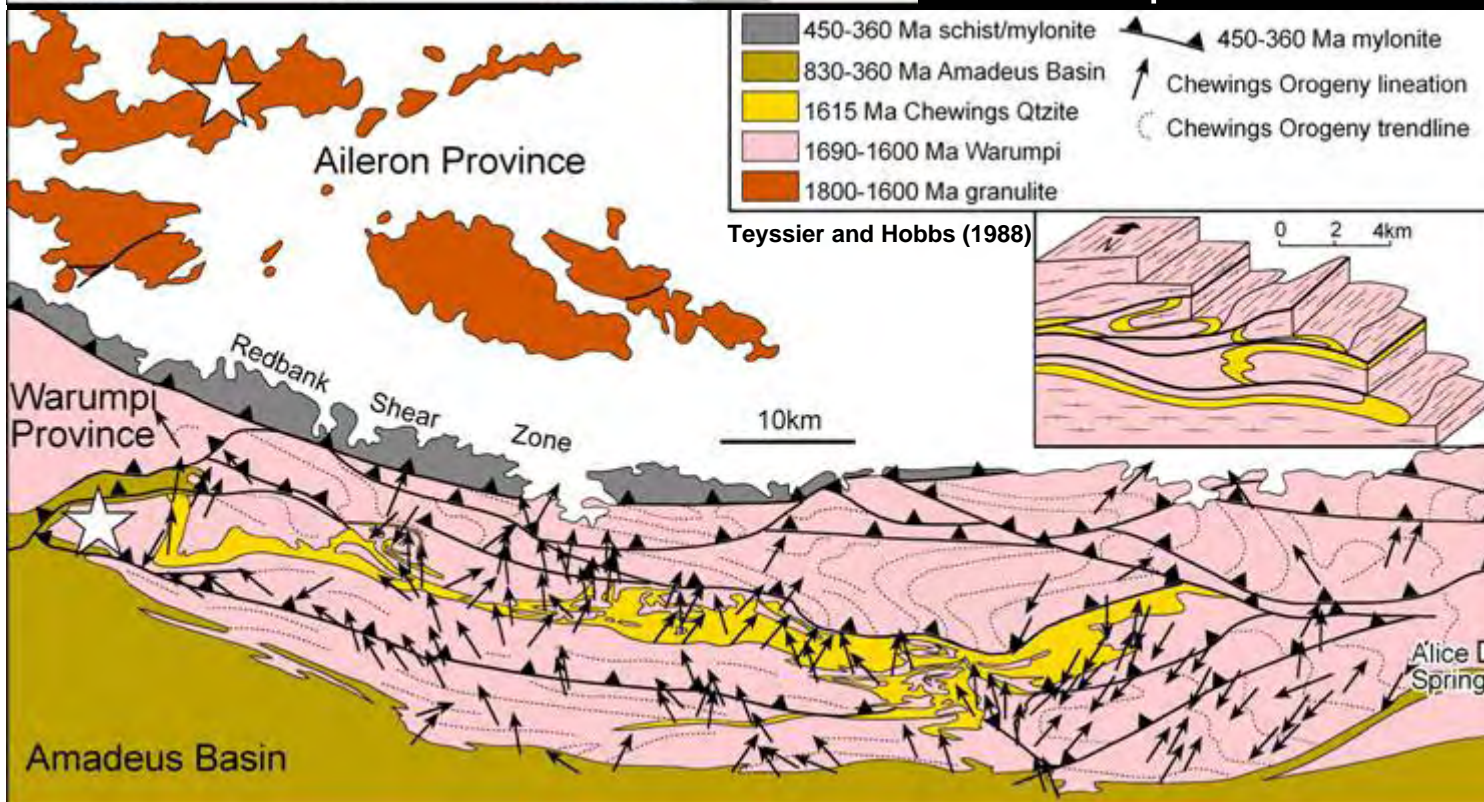 450-360 Ma schist/mylonite
450-360 Ma mylonite
830-360 Ma Amadeus Basin
Chewings Orogeny lineation
1615 Ma Chewings Qtzite
Chewings Orogeny trendline
1690-1600 Ma Warumpi
1800-1600 Ma granulite
Aileron Province
Teyssier and Hobbs (1988)
0 2 4km
N
Redbank
Shear
Zone
10km
Warumpi
Province
Alice
Spring
Amadeus Basin